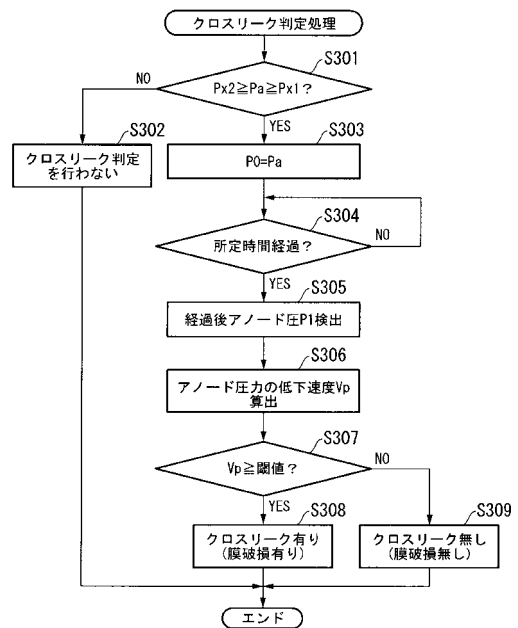 クロスリーク判定処理
S301
Px2≧Pa≧Px1?
NO
YES
S302
クロスリーク判定
を行わない
S303
P0=Pa
S304
所定時間経過?
NO
YES
S305
経過後アノード圧P1検出
S306
アノード圧力の低下速度Vp
算出
S307
Vp≧閾値?
NO
YES
S308
クロスリーク有り
(膜破損有り)
S309
クロスリーク無し
(膜破損無し)
エンド